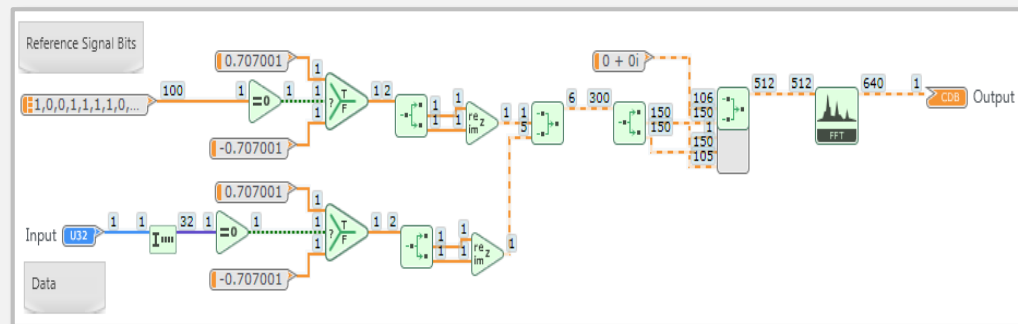 Reference Signal Bits
1,0,0,1,1,1,1,0,...
100
1
=0
1
0.707001
-0.707001
1
1
1
?
T
F
1
2
1
1
1
1
re
im
z
1
1
5
6
300
150
150
0 + 0i
106
150
1
150
105
512
512
FFT
640
1
CDB
Output
Input
U32
1
1
I
32
1
=0
1
0.707001
-0.707001
1
1
1
?
T
F
1
2
1
1
1
1
re
im
z
1
Data